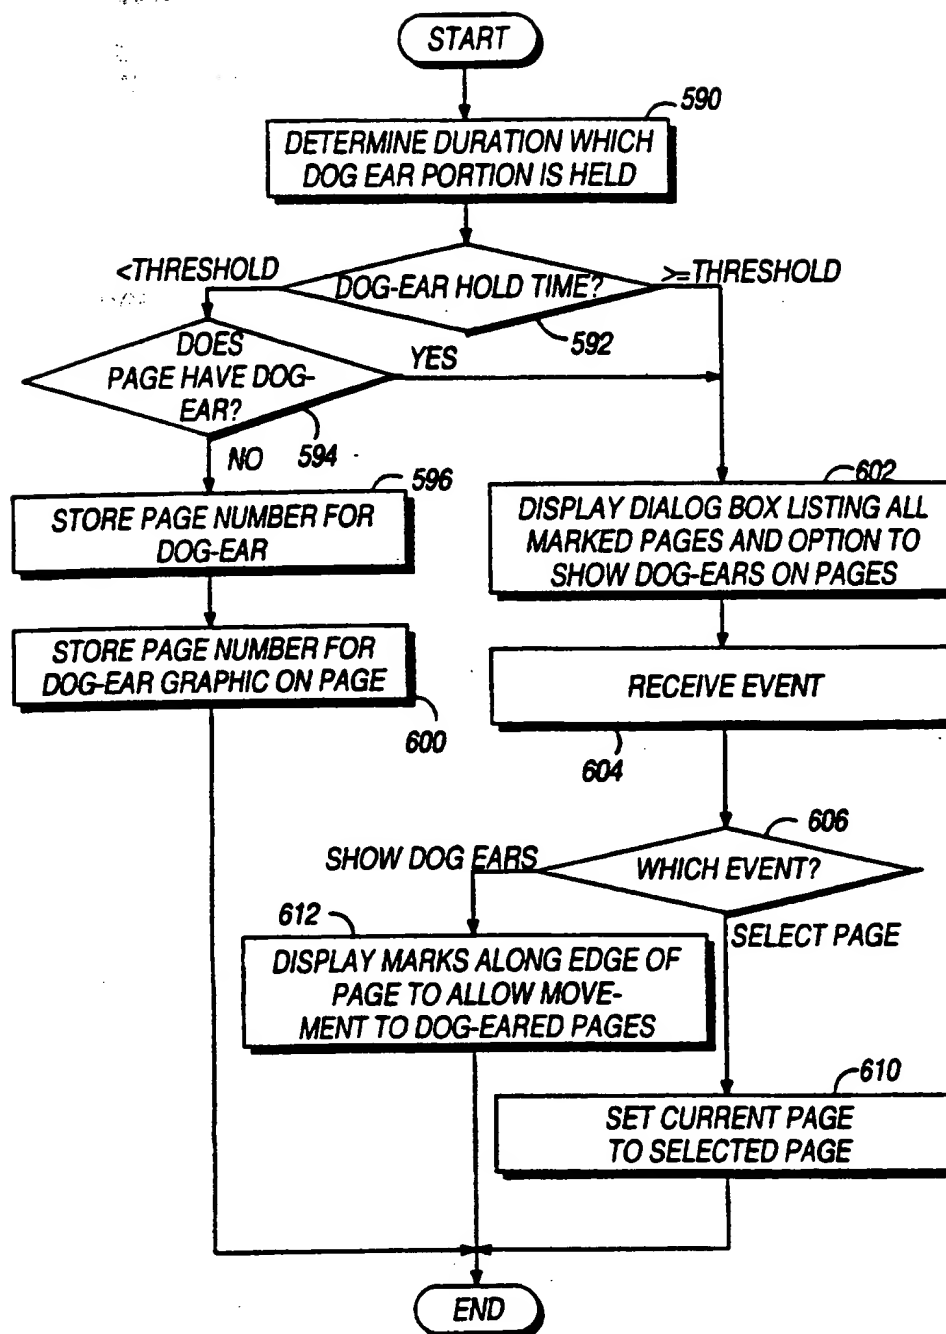 START
590
DETERMINE DURATION WHICH
DOG EAR PORTION IS HELD
<THRESHOLD
DOG-EAR HOLD TIME?
>=THRESHOLD
592
DOES
PAGE HAVE DOG-
EAR?
YES
594
NO
596
STORE PAGE NUMBER FOR
DOG-EAR
602
DISPLAY DIALOG BOX LISTING ALL
MARKED PAGES AND OPTION TO
SHOW DOG-EARS ON PAGES
STORE PAGE NUMBER FOR
DOG-EAR GRAPHIC ON PAGE
600
RECEIVE EVENT
604
606
SHOW DOG EARS
WHICH EVENT?
612
SELECT PAGE
DISPLAY MARKS ALONG EDGE OF
PAGE TO ALLOW MOVE-
MENT TO DOG-EARED PAGES
610
SET CURRENT PAGE
TO SELECTED PAGE
END